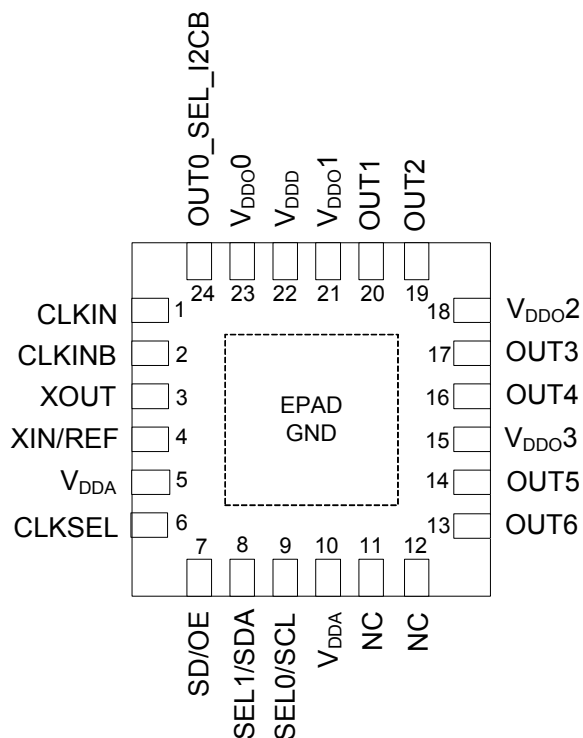 OUT0_SEL_I2CB
VDDO0
VDDD
VDDO1
OUT1
OUT2
24
23
22
21
20
19
CLKIN
1
CLKINB
2
XOUT
3
XIN/REF
4
VDDA
5
CLKSEL
6
EPAD
GND
18
VDDO2
17
OUT3
16
OUT4
15
VDDO3
14
OUT5
13
OUT6
7
8
9
10
11
12
SD/OE
SEL1/SDA
SEL0/SCL
VDDA
NC
NC